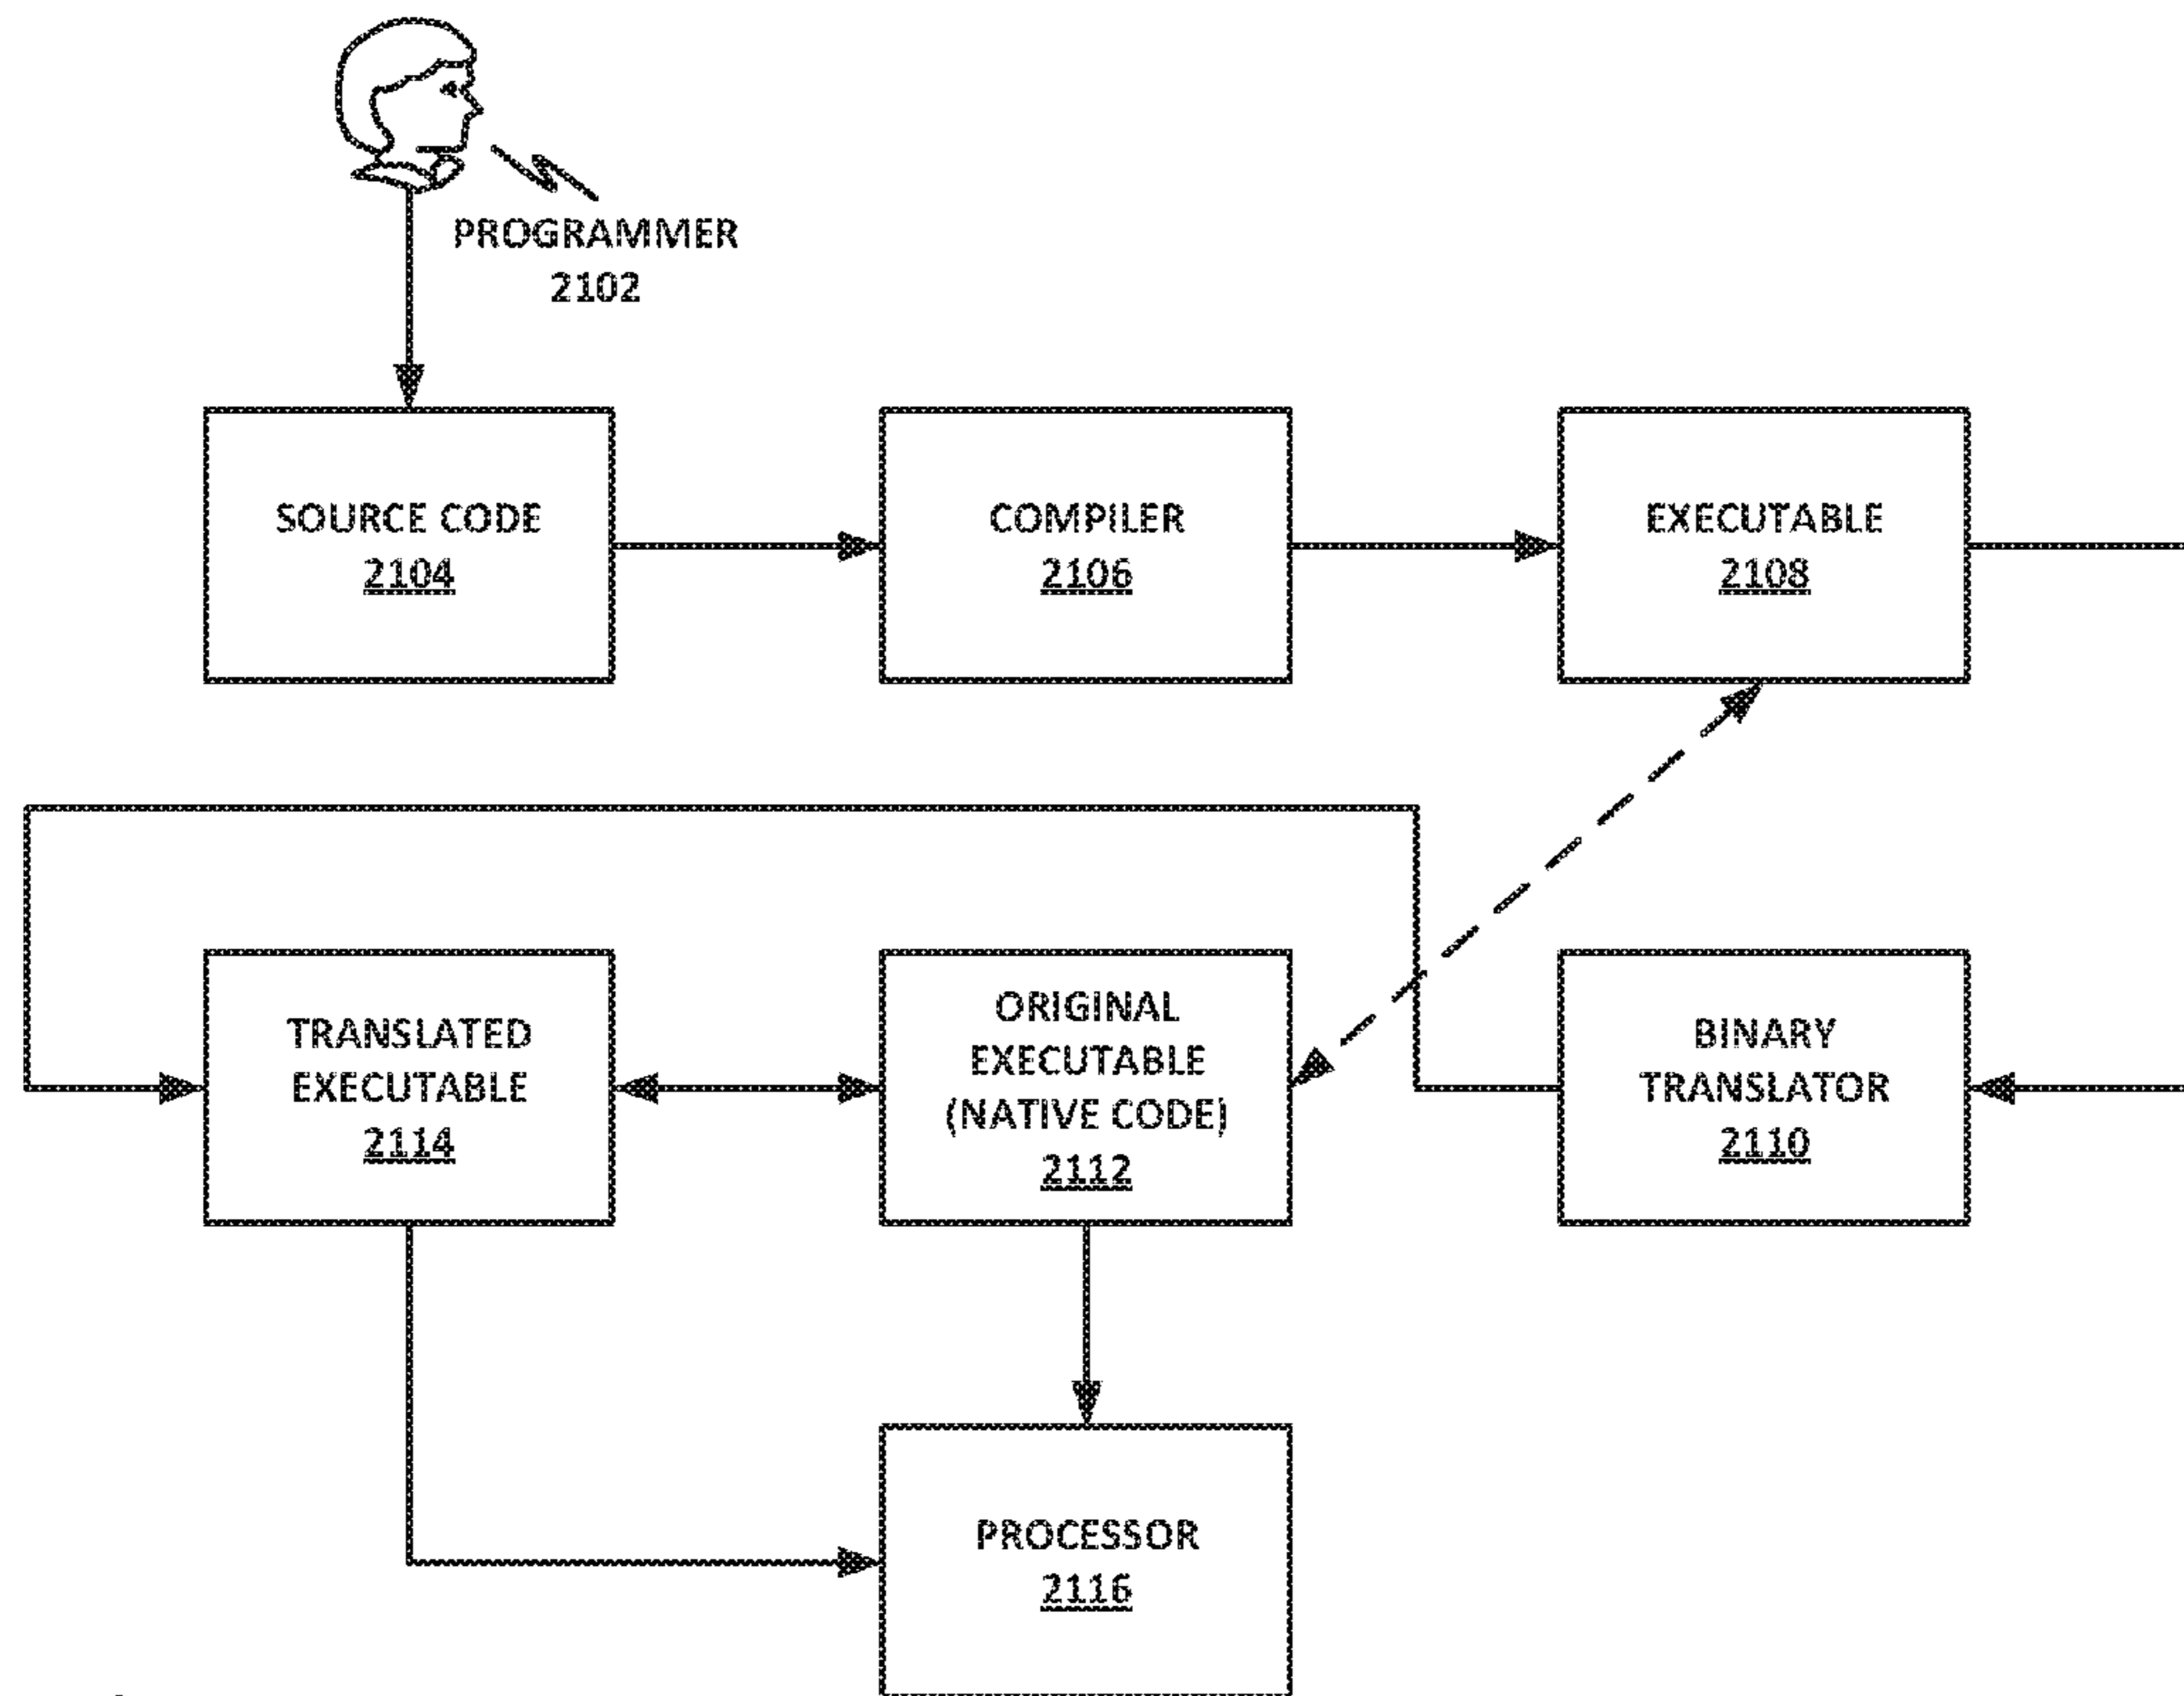 PROGRAMMER
2102
SOURCE CODE
2104
COMPILER
2106
EXECUTABLE
2108
TRANSLATED
EXECUTABLE
2114
ORIGINAL
EXECUTABLE
(NATIVE CODE)
2112
BINARY
TRANSLATOR
2110
PROCESSOR
2116